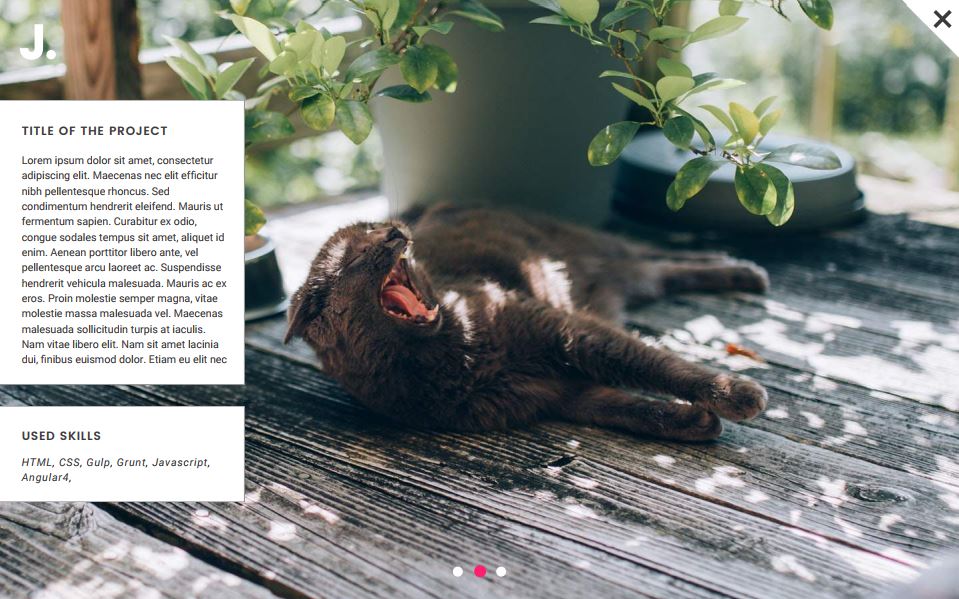 J.
TITLE OF THE PROJECT
Lorem ipsum dolor sit amet, consectetur
adipiscing elit. Maecenas nec elit efficitur
nibh pellentesque rhoncus. Sed
condimentum hendrerit eleifend. Mauris ut
fermentum sapien. Curabitur ex odio,
congue sodales tempus sit amet, aliquet id
enim. Aenean porttitor libero ante, vel
pellentesque arcu laoreet ac. Suspendisse
hendrerit vehicula malesuada. Mauris ac ex
eros. Proin molestie semper magna, vitae
molestie massa malesuada vel. Maecenas
malesuada sollicitudin turpis at iaculis.
Nam vitae libero elit. Nam sit amet lacinia
dui, finibus euismod dolor. Etiam eu elit nec
USED SKILLS
HTML, CSS, Gulp, Grunt, Javascript,
Angular4,